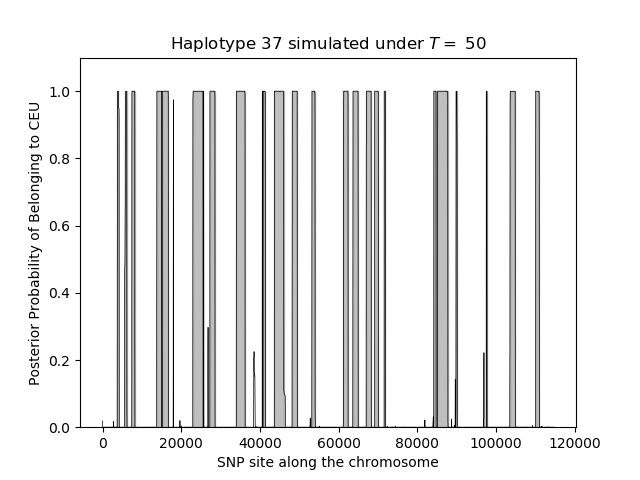 Haplotype 37 simulated under T = 50
Posterior Probability of Belonging to CEU
1.0
0.8
0.6
0.4
0.2
0.0
0 20000 40000 60000 80000 100000 120000
SNP site along the chromosome